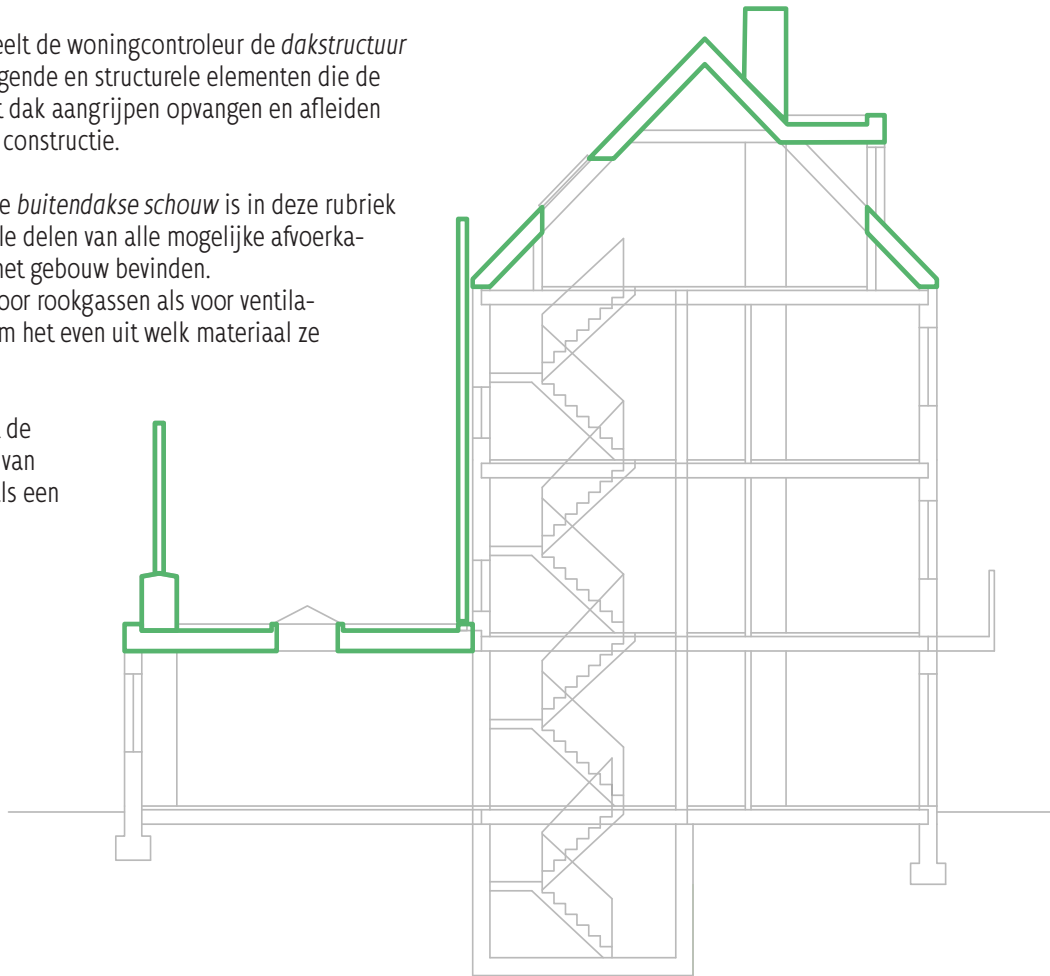 eelt de woningcontroleur de dakstructuur
gende en structurele elementen die de
t dak aangrijpen opvangen en afleiden
constructie.
e buitendakse schouw is in deze rubriek
le delen van alle mogelijke afvoerka-
het gebouw bevinden.
oor rookgassen als voor ventila-
m het even uit welk materiaal ze
de
van
ls een